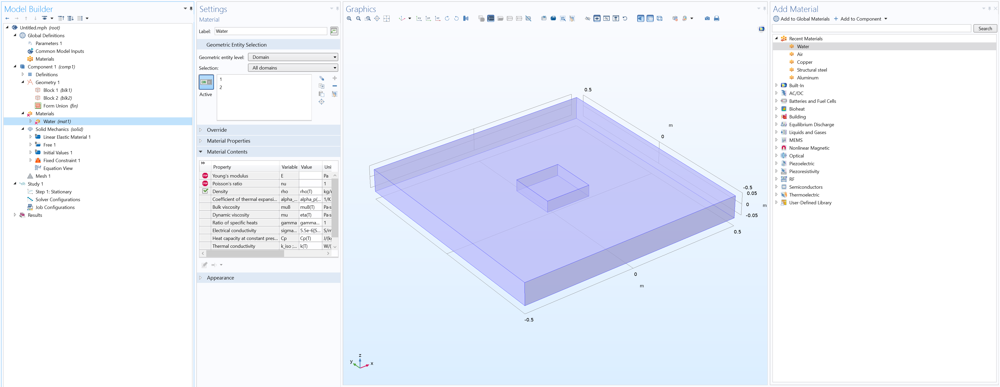 Model Builder
Untitled.mph (root)
Global Definitions
Pi Parameters 1
Common Model Inputs
Materials
Component 1 (comp1)
Definitions
Geometry 1
Block 1 (blk1)
Block 2 (blk2)
Form Union (fin)
Materials
Water (mat1)
Solid Mechanics (solid)
D Linear Elastic Material 1
D Free 1
D Initial Values 1
Fixed Constraint 1
Equation View
Mesh 1
Study 1
Step 1: Stationary
Solver Configurations
Job Configurations
Results
Settings
Material
Label: Water
Geometric Entity Selection
Geometric entity level: Domain
Selection: All domains
ON
Active
1
2
Override
Material Properties
Material Contents
Property Variable Value Uni
STOP Young's modulus E Pa
STOP Poisson's ratio nu 1
Density rho rho(T) kg/
Coefficient of thermal expansi... alpha_... alpha_p(... 1/K
Bulk viscosity muB muB(T) Pa·s
Dynamic viscosity mu eta(T) Pa·s
Ratio of specific heats gamma gamma... 1
Electrical conductivity sigma... 5.5e-6[S... S/m
Heat capacity at constant pres... Cp Cp(T) J/(kg
Thermal conductivity k_iso ;... k(T) W/(
Appearance
Graphics
xy yz xz
0.5
m
0
-0.5
0.05
0
m
-0.05
0.5
0
m
-0.5
z
y
x
Add Material
Add to Global Materials + Add to Component
Search
Recent Materials
Water
Air
Copper
Structural steel
Aluminum
Built-In
AC/DC
Batteries and Fuel Cells
Bioheat
Building
Δu Equilibrium Discharge
Liquids and Gases
μ MEMS
Nonlinear Magnetic
Optical
Piezoelectric
Piezoresistivity
RF
Semiconductors
Thermoelectric
User-Defined Library